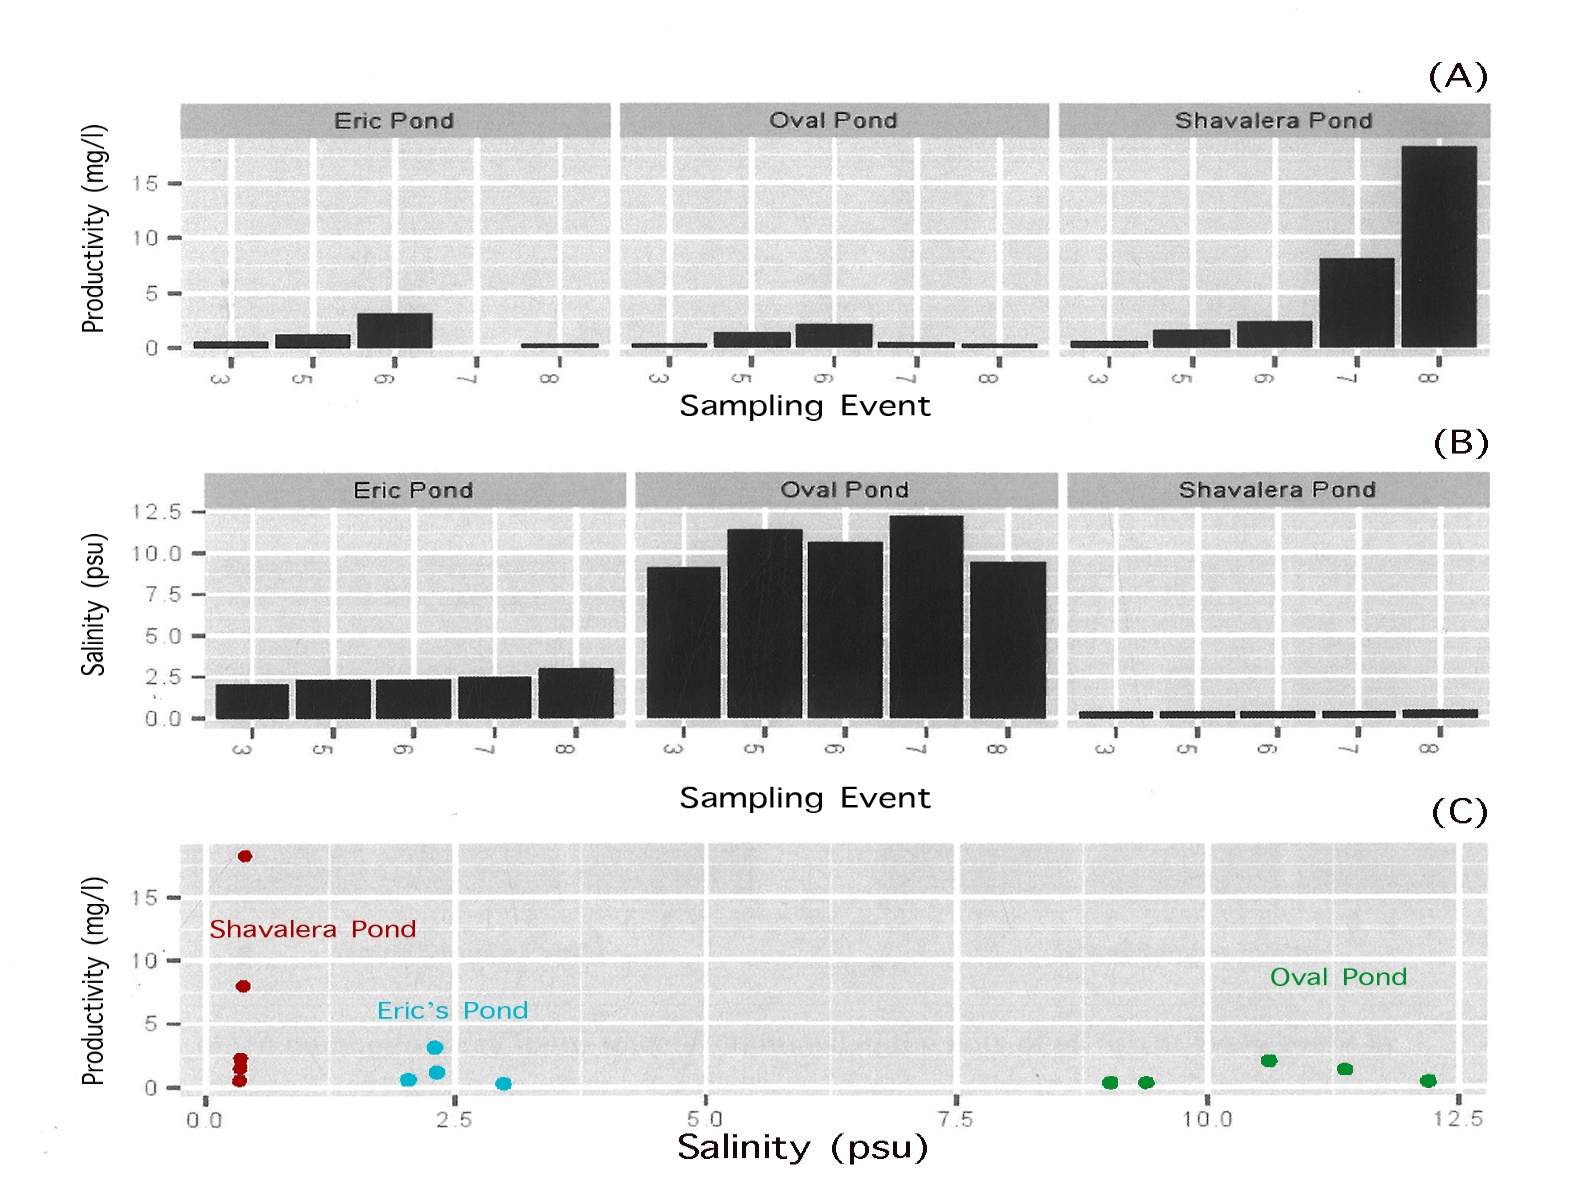 (A)
Eric Pond Oval Pond Shavalera Pond
Productivity (mg/l)
15
10
5
0
3 5 6 7 8 3 5 6 7 8 3 5 6 7 8
Sampling Event
(B)
Eric Pond Oval Pond Shavalera Pond
Salinity (psu)
12.5
10.0
7.5
5.0
2.5
0.0
3 5 6 7 8 3 5 6 7 8 3 5 6 7 8
Sampling Event
(C)
Productivity (mg/l)
15
10
5
0
Shavalera Pond
Oval Pond
Eric's Pond
0.0 2.5 5.0 7.5 10.0 12.5
Salinity (psu)